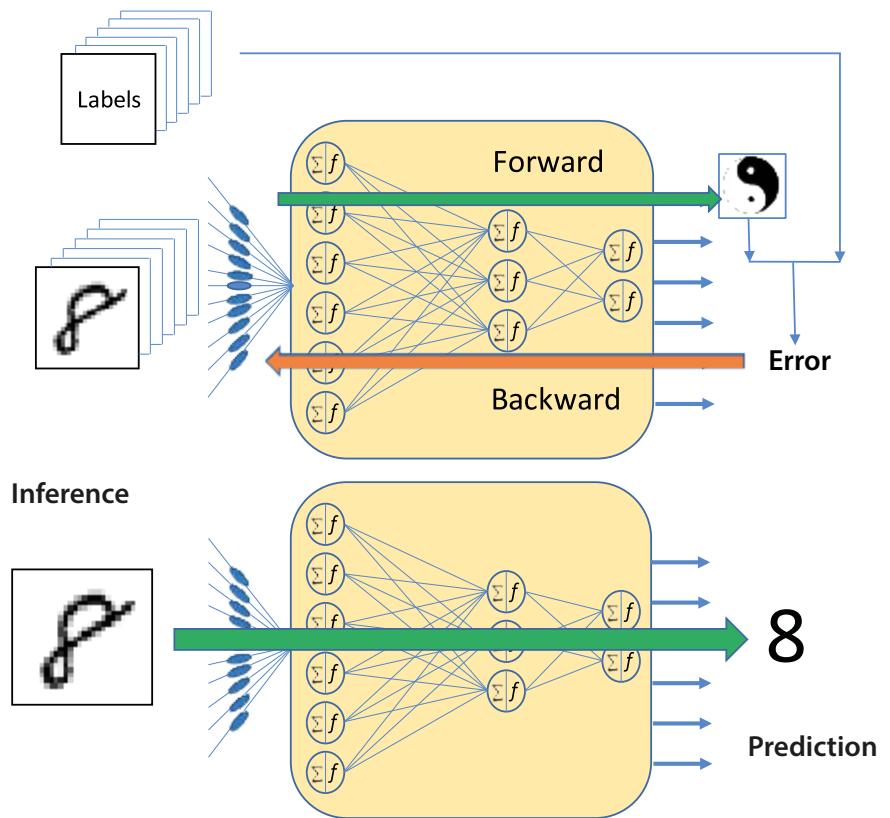 Labels
Forward
∑ f
∑ f
∑ f
∑ f
∑ f
∑ f
∑ f
∑ f
∑ f
∑ f
∑ f
Error
Backward
Inference
∑ f
∑ f
∑ f
∑ f
∑ f
∑ f
∑ f
∑ f
∑ f
∑ f
∑ f
8
Prediction